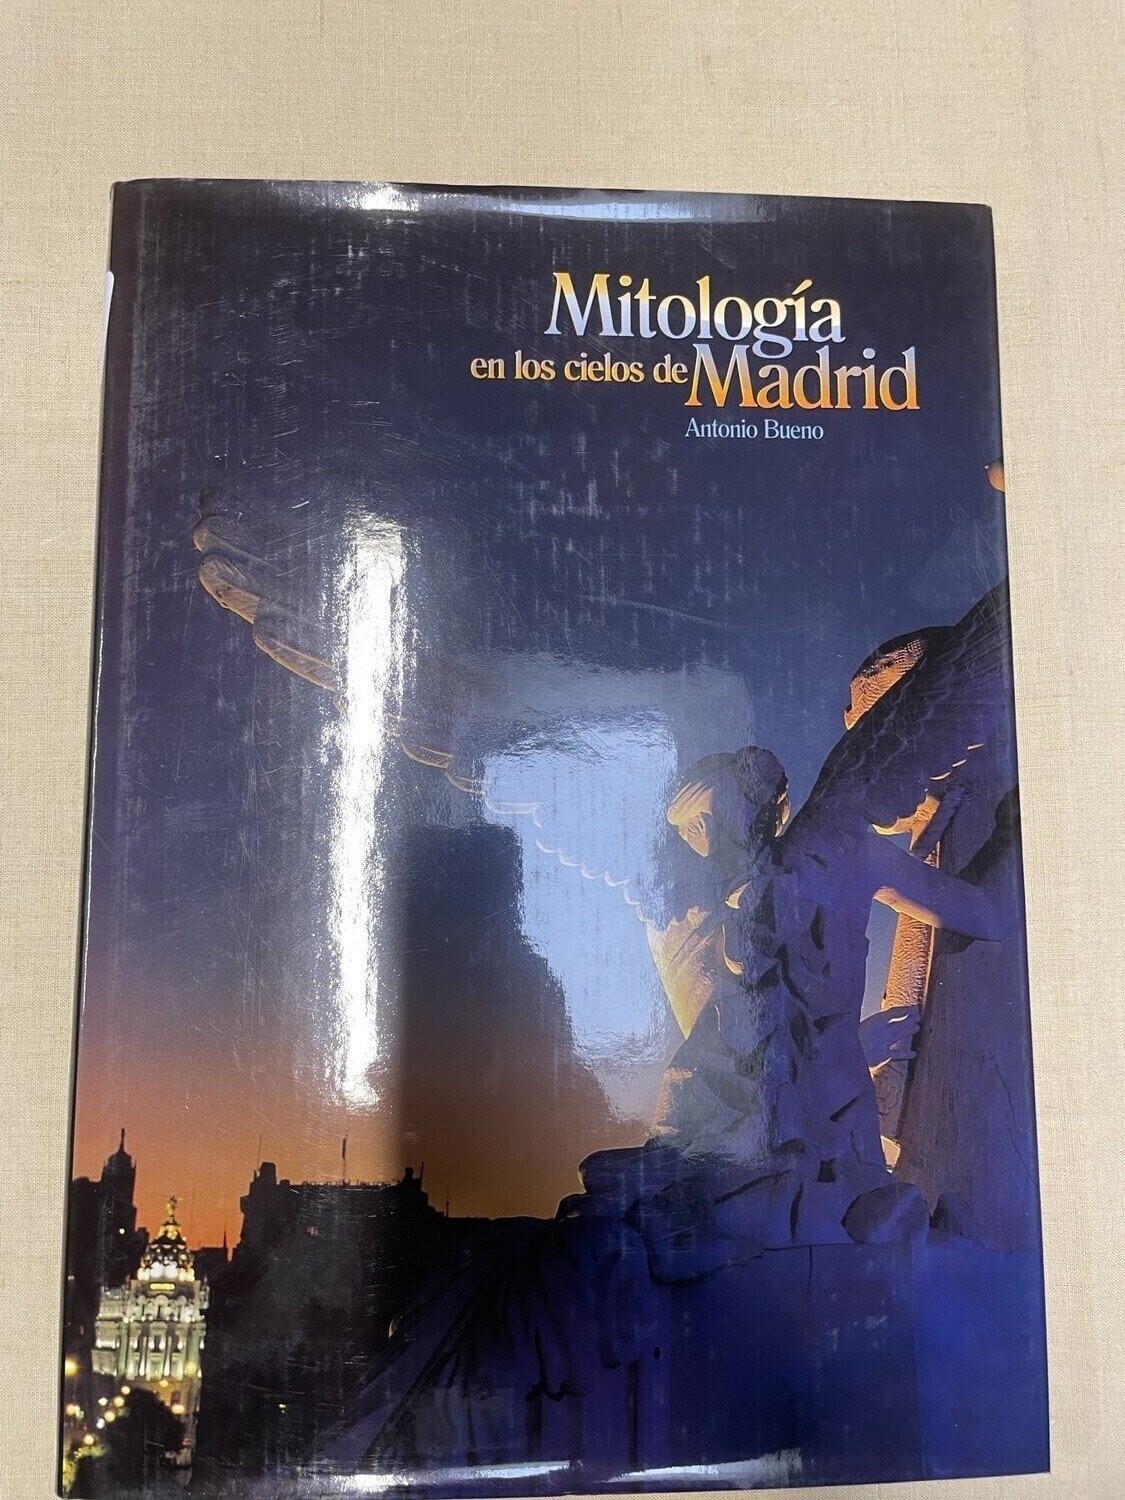 Mitología
en los cielos de Madrid
Antonio Bueno